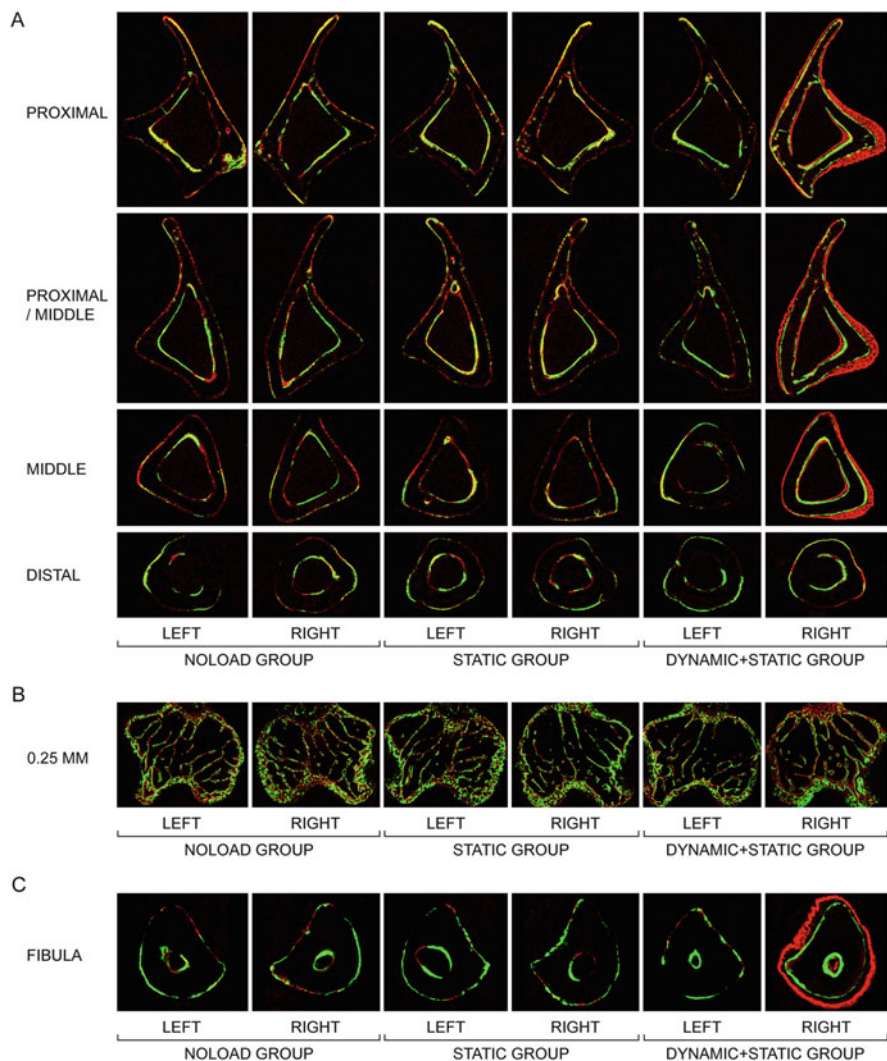 A
PROXIMAL
PROXIMAL
/ MIDDLE
MIDDLE
DISTAL
LEFT RIGHT LEFT RIGHT LEFT RIGHT
NOLOAD GROUP STATIC GROUP DYNAMIC+STATIC GROUP
B
0.25 MM
LEFT RIGHT LEFT RIGHT LEFT RIGHT
NOLOAD GROUP STATIC GROUP DYNAMIC+STATIC GROUP
C
FIBULA
LEFT RIGHT LEFT RIGHT LEFT RIGHT
NOLOAD GROUP STATIC GROUP DYNAMIC+STATIC GROUP